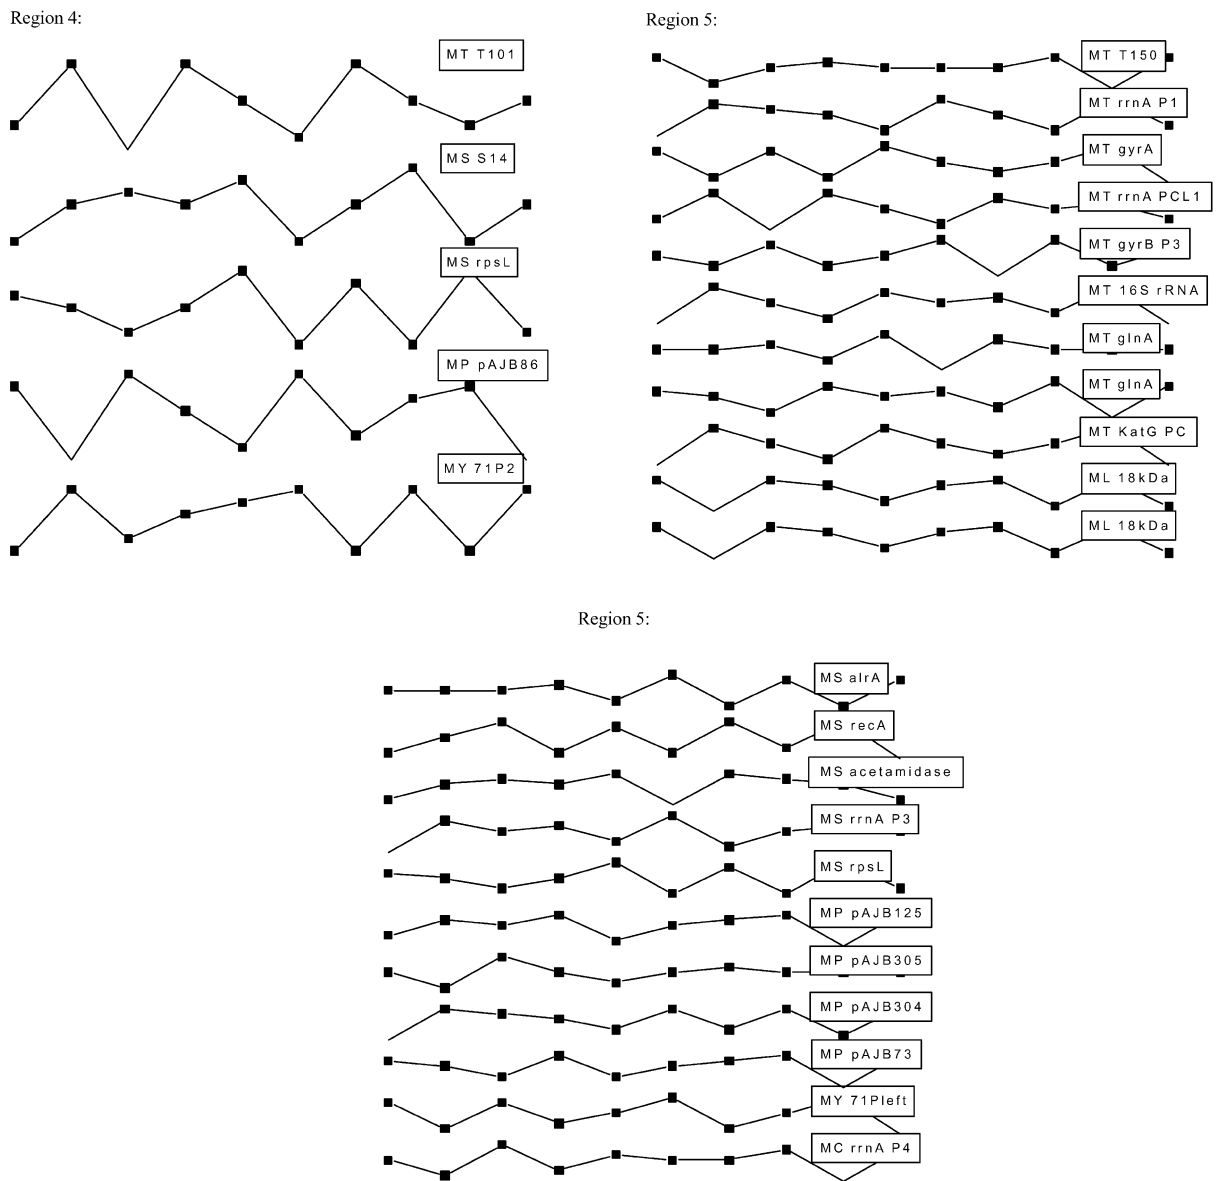 Region 4:
MT T101
MS S14
MS rpsL
MP pAJB86
MY 71P2
Region 5:
MT T150
MT rrnA P1
MT gyrA
MT rrnA PCL1
MT gyrB P3
MT 16S rRNA
MT glnA
MT glnA
MT KatG PC
ML 18kDa
ML 18kDa
Region 5:
MS alrA
MS recA
MS acetamidase
MS rrnA P3
MS rpsL
MP pAJB125
MP pAJB305
MP pAJB304
MP pAJB73
MY 71Pleft
MC rrnA P4